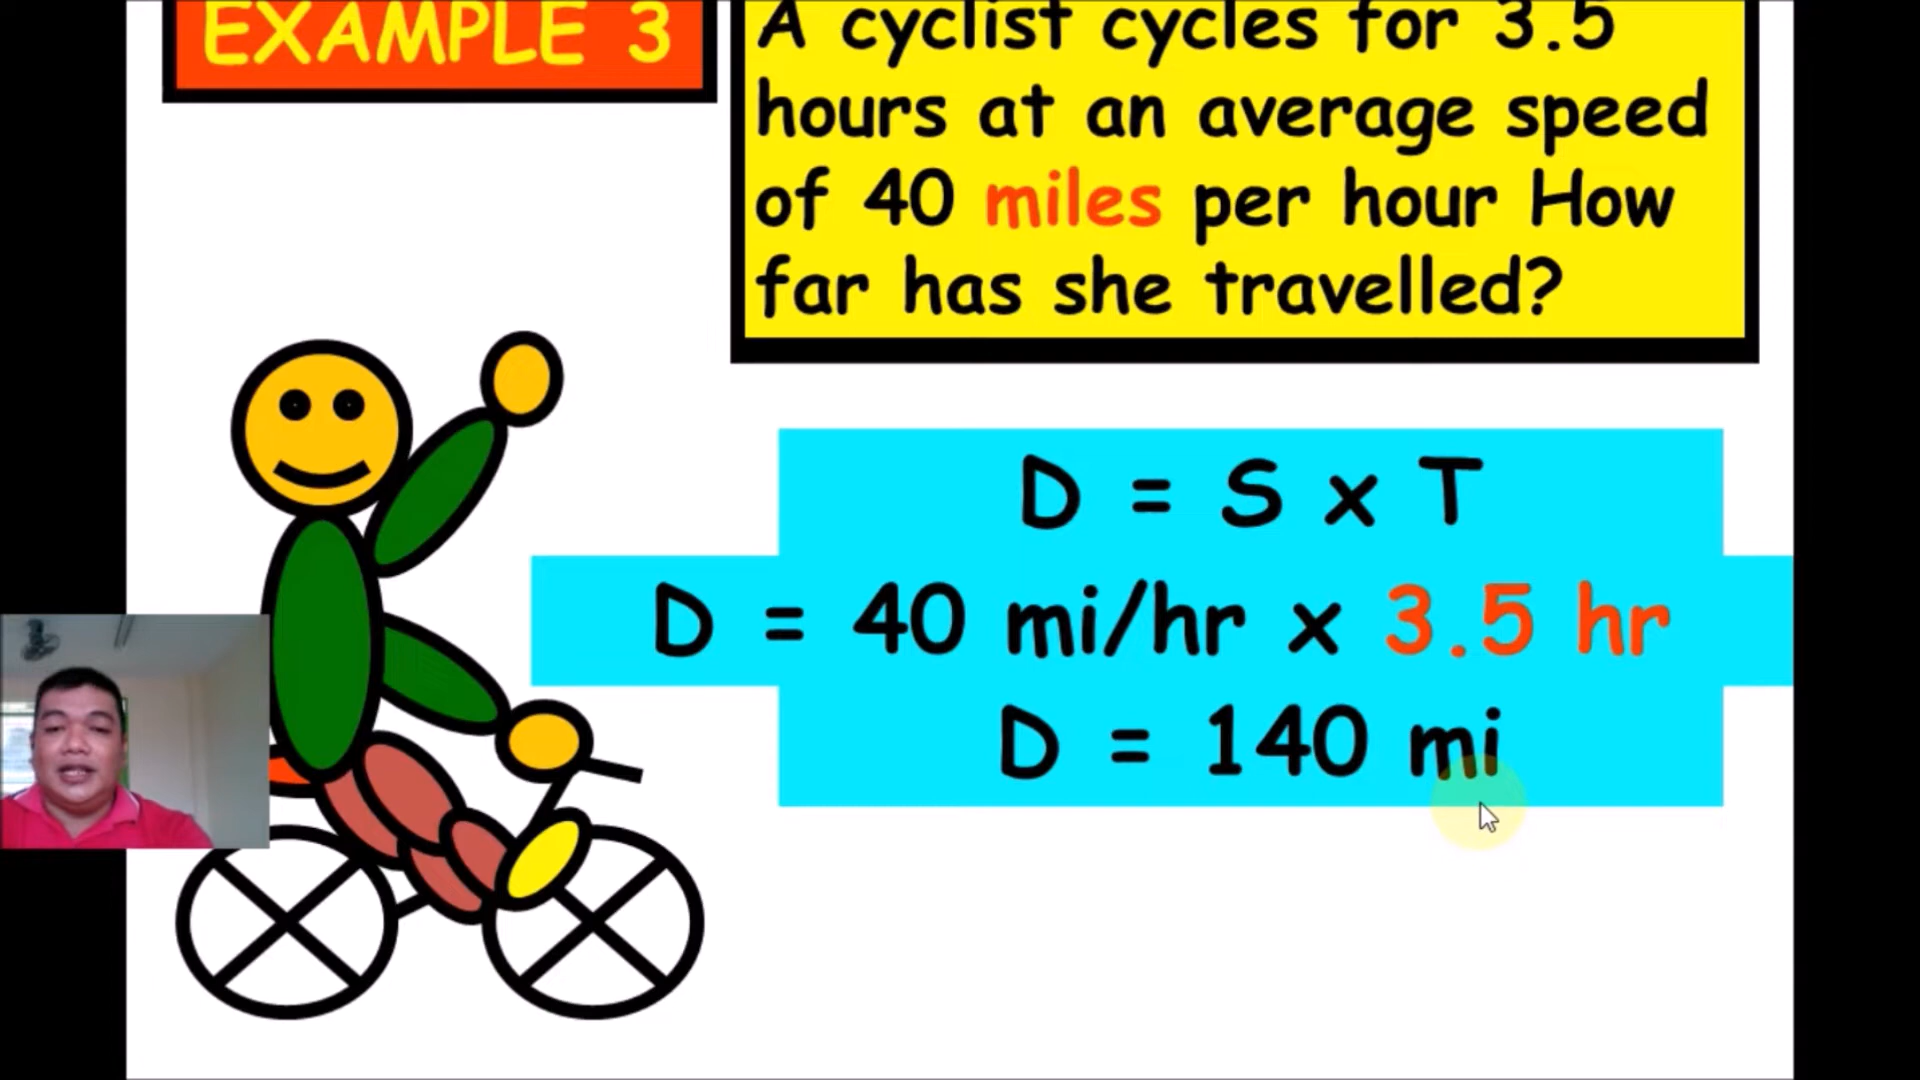 EXAMPLE 3
A cyclist cycles for 3.5
hours at an average speed
of 40 miles per hour How
far has she travelled?
D = S x T
D = 40 mi/hr x 3.5 hr
D = 140 mi